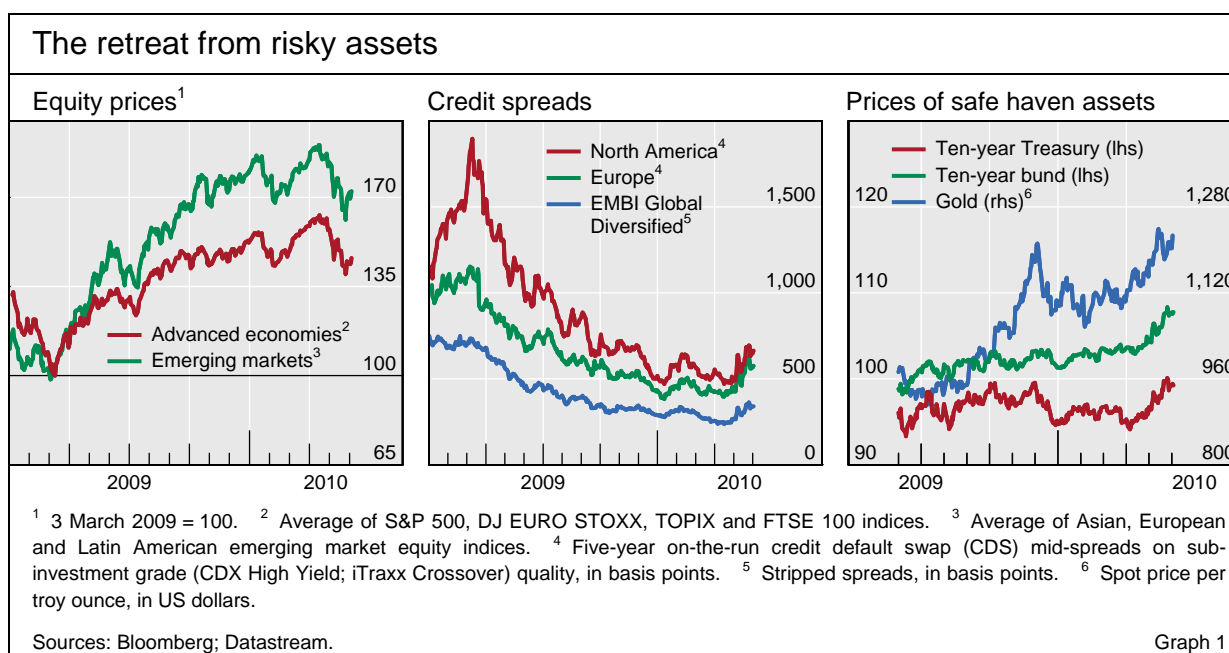 The retreat from risky assets
Equity prices¹
170
135
100
65
Advanced economies²
Emerging markets³
2009
2010
Credit spreads
North America⁴
Europe⁴
EMBI Global
Diversified⁵
1,500
1,000
500
0
2009
2010
Prices of safe haven assets
Ten-year Treasury (lhs)
Ten-year bund (lhs)
Gold (rhs)⁶
120
110
100
90
1,280
1,120
960
800
2009
2010
¹ 3 March 2009 = 100. ² Average of S&P 500, DJ EURO STOXX, TOPIX and FTSE 100 indices. ³ Average of Asian, European
and Latin American emerging market equity indices. ⁴ Five-year on-the-run credit default swap (CDS) mid-spreads on sub-
investment grade (CDX High Yield; iTraxx Crossover) quality, in basis points. ⁵ Stripped spreads, in basis points. ⁶ Spot price per
troy ounce, in US dollars.
Sources: Bloomberg; Datastream.
Graph 1